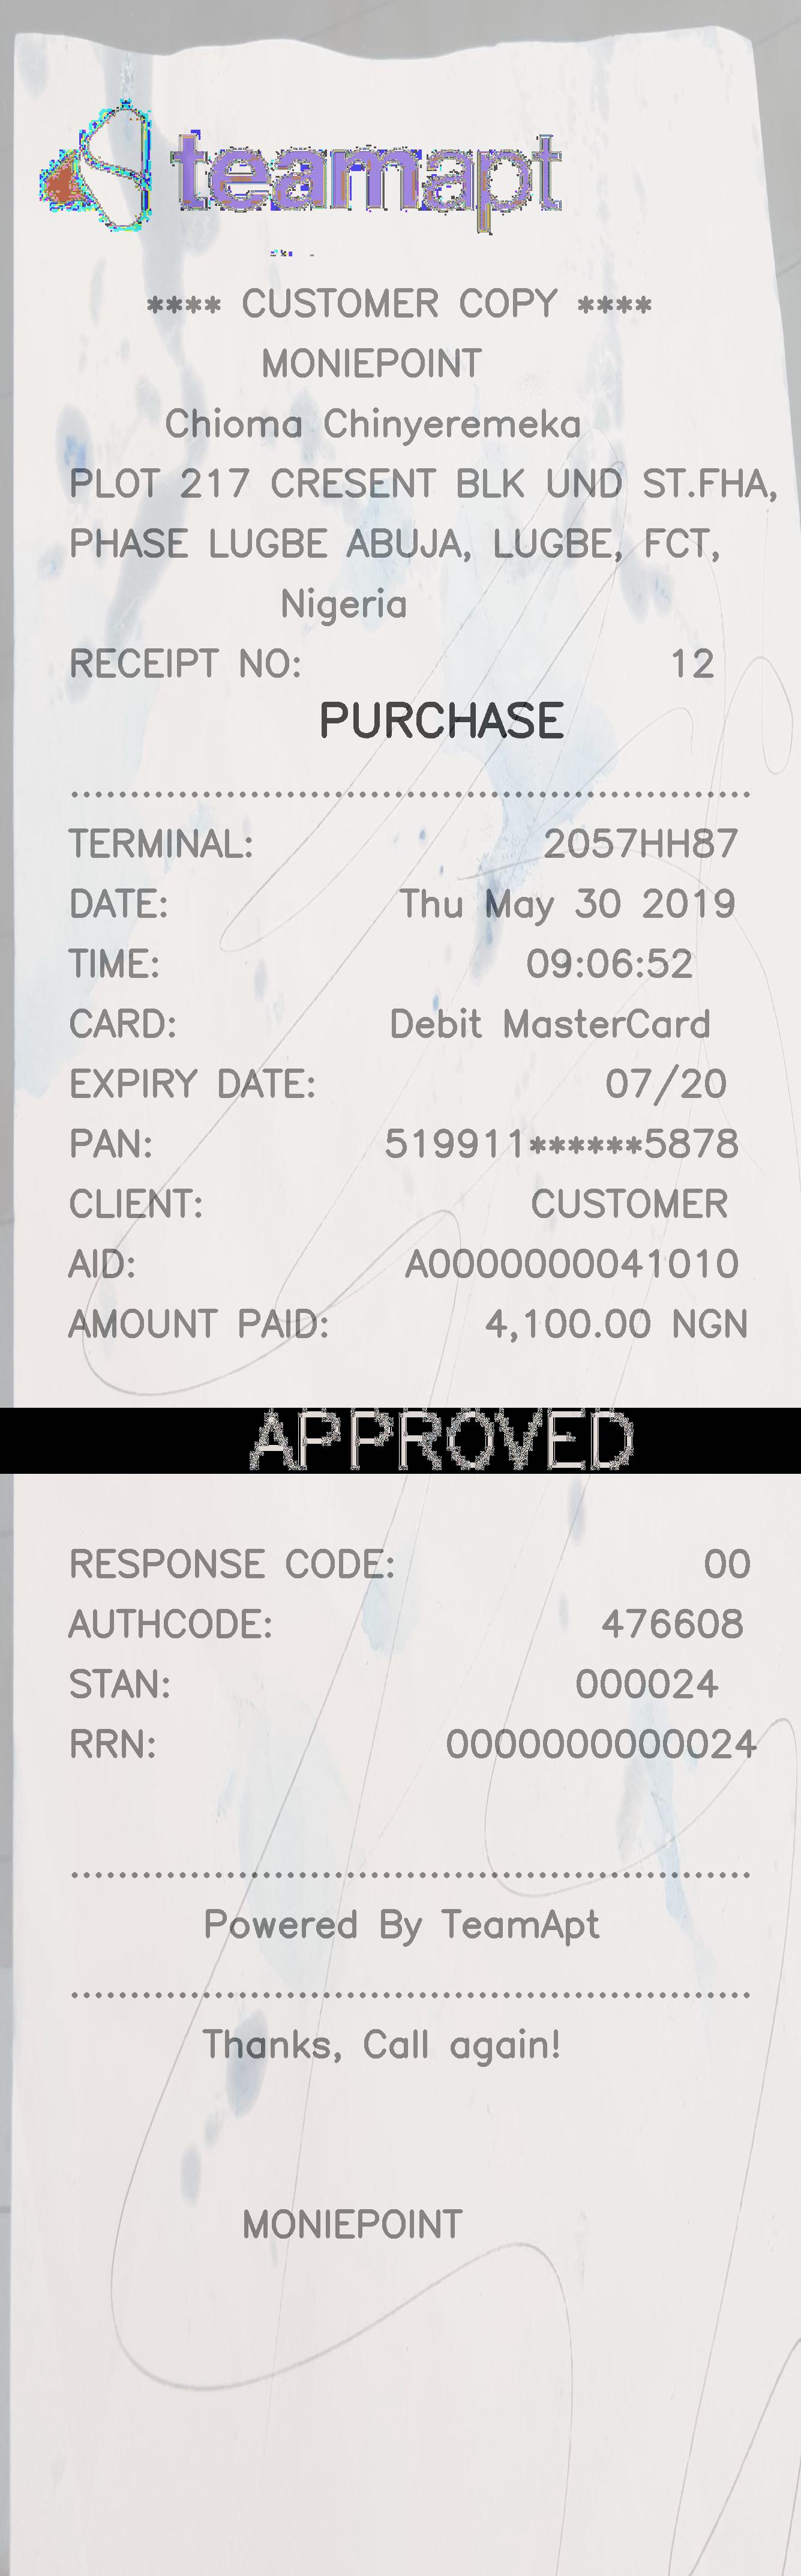 teamapt
**** CUSTOMER COPY ****
MONIEPOINT
Chioma Chinyeremeka
PLOT 217 CRESENT BLK UND ST.FHA,
PHASE LUGBE ABUJA, LUGBE, FCT,
Nigeria
RECEIPT NO: 12
PURCHASE
TERMINAL: 2057HH87
DATE: Thu May 30 2019
TIME: 09:06:52
CARD: Debit MasterCard
EXPIRY DATE: 07/20
PAN: 519911******5878
CLIENT: CUSTOMER
AID: A0000000041010
AMOUNT PAID: 4,100.00 NGN
APPROVED
RESPONSE CODE: 00
AUTHCODE: 476608
STAN: 000024
RRN: 0000000000024
Powered By TeamApt
Thanks, Call again!
MONIEPOINT